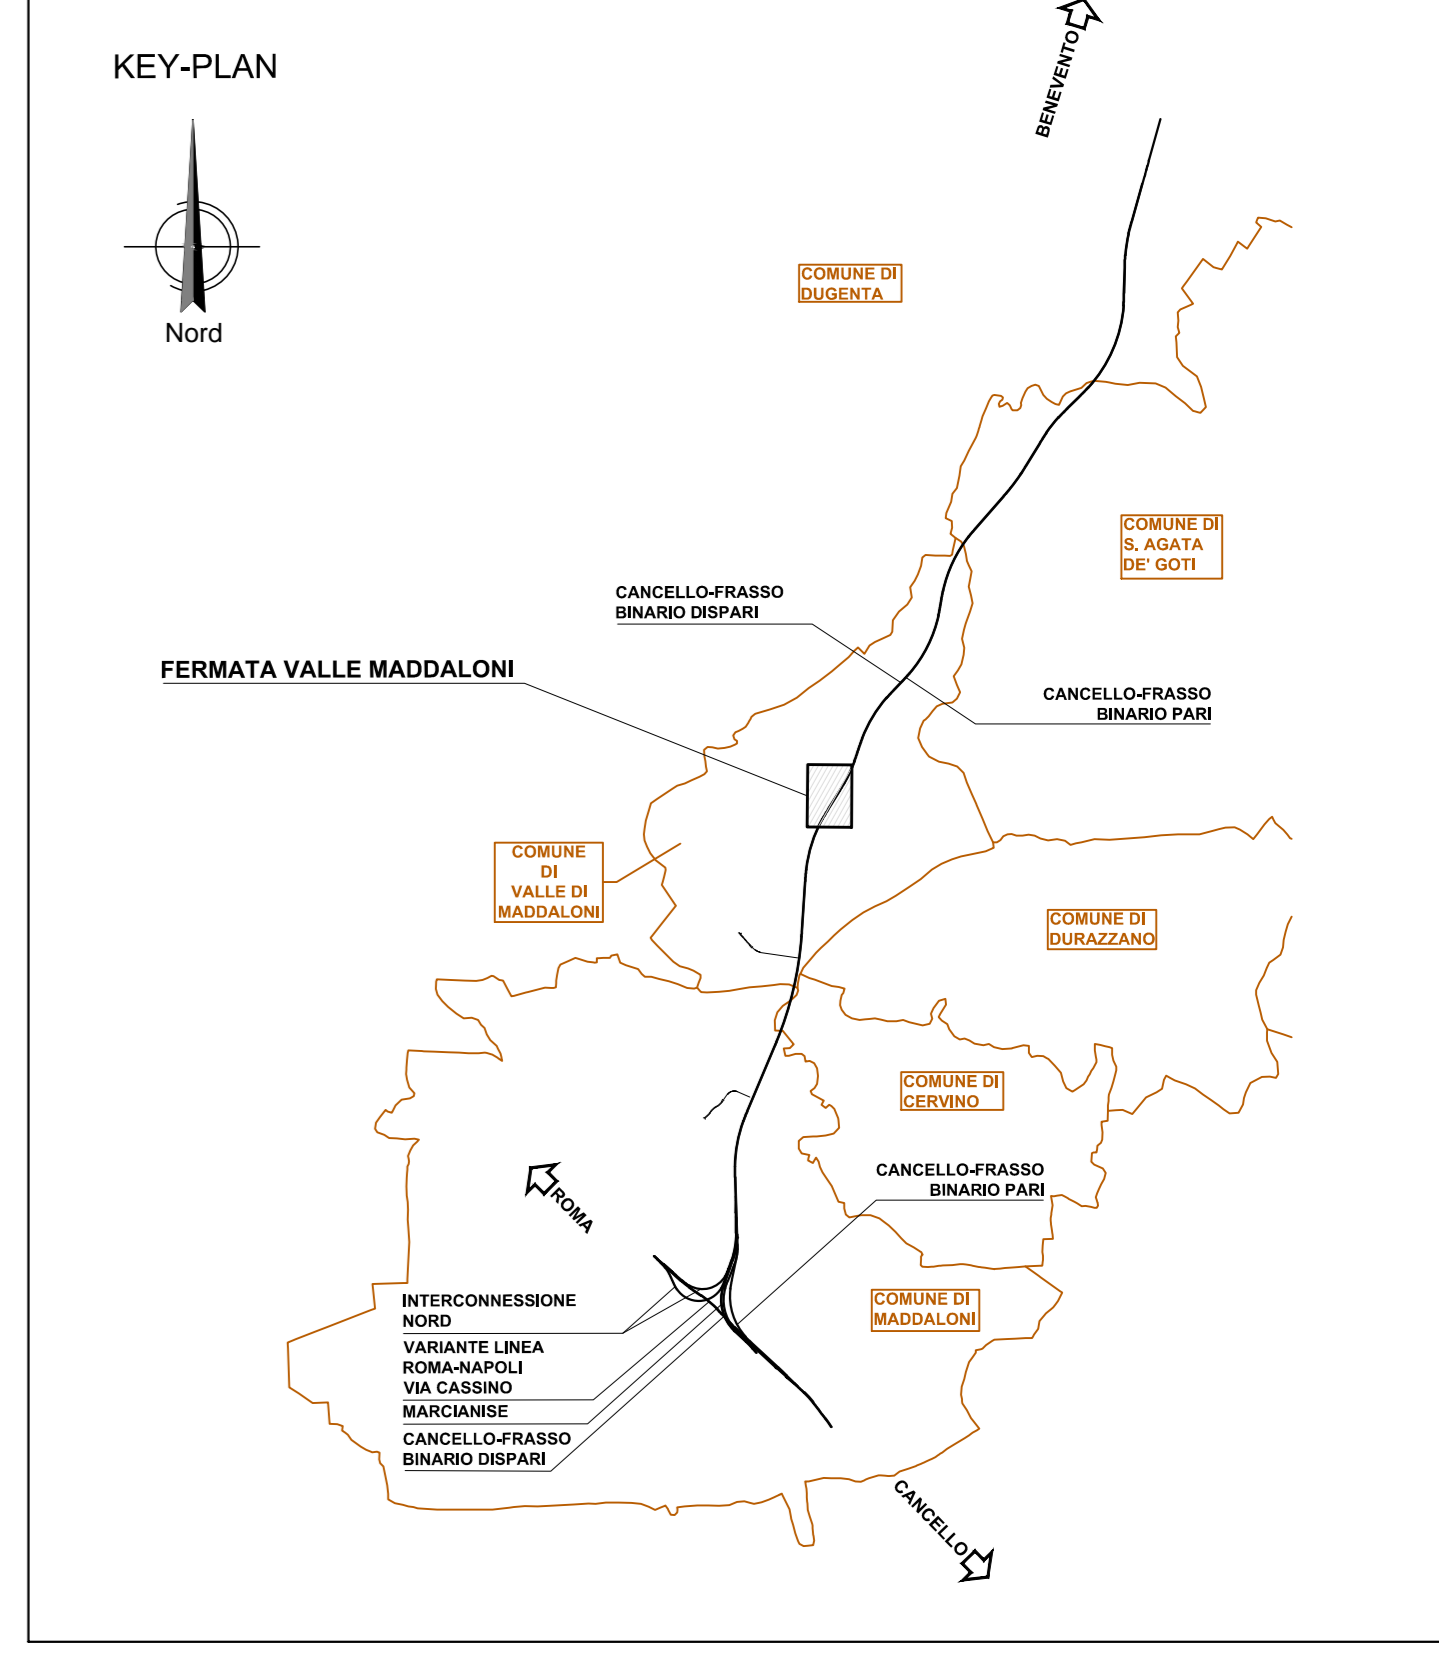 KEY-PLAN
Nord
BENEVENTO
COMUNE DI
DUGENTA
COMUNE DI
S. AGATA
DE' GOTI
CANCELLO-FRASSO
BINARIO DISPARI
FERMATA VALLE MADDALONI
CANCELLO-FRASSO
BINARIO PARI
COMUNE
DI
VALLE DI
MADDALONI
COMUNE DI
DURAZZANO
COMUNE DI
CERVINO
CANCELLO-FRASSO
BINARIO PARI
ROMA
INTERCONNESSIONE
NORD
VARIANTE LINEA
ROMA-NAPOLI
VIA CASSINO
MARCIANISE
CANCELLO-FRASSO
BINARIO DISPARI
COMUNE DI
MADDALONI
CANCELLO